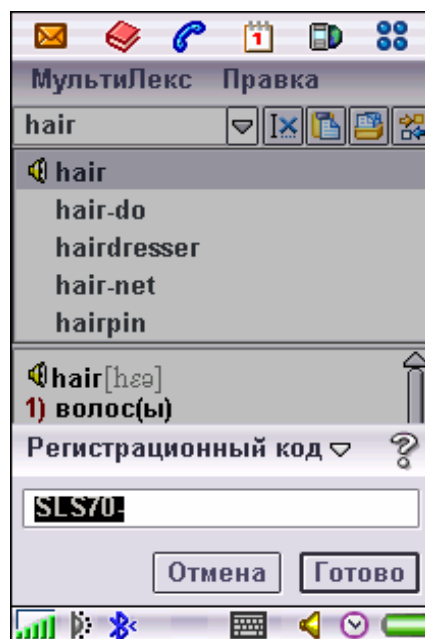 1
МультиЛекс Правка
hair
hair
hair-do
hairdresser
hair-net
hairpin
hair[hɛə]
1) волос(ы)
Регистрационный код
SLS70-
Отмена Готово